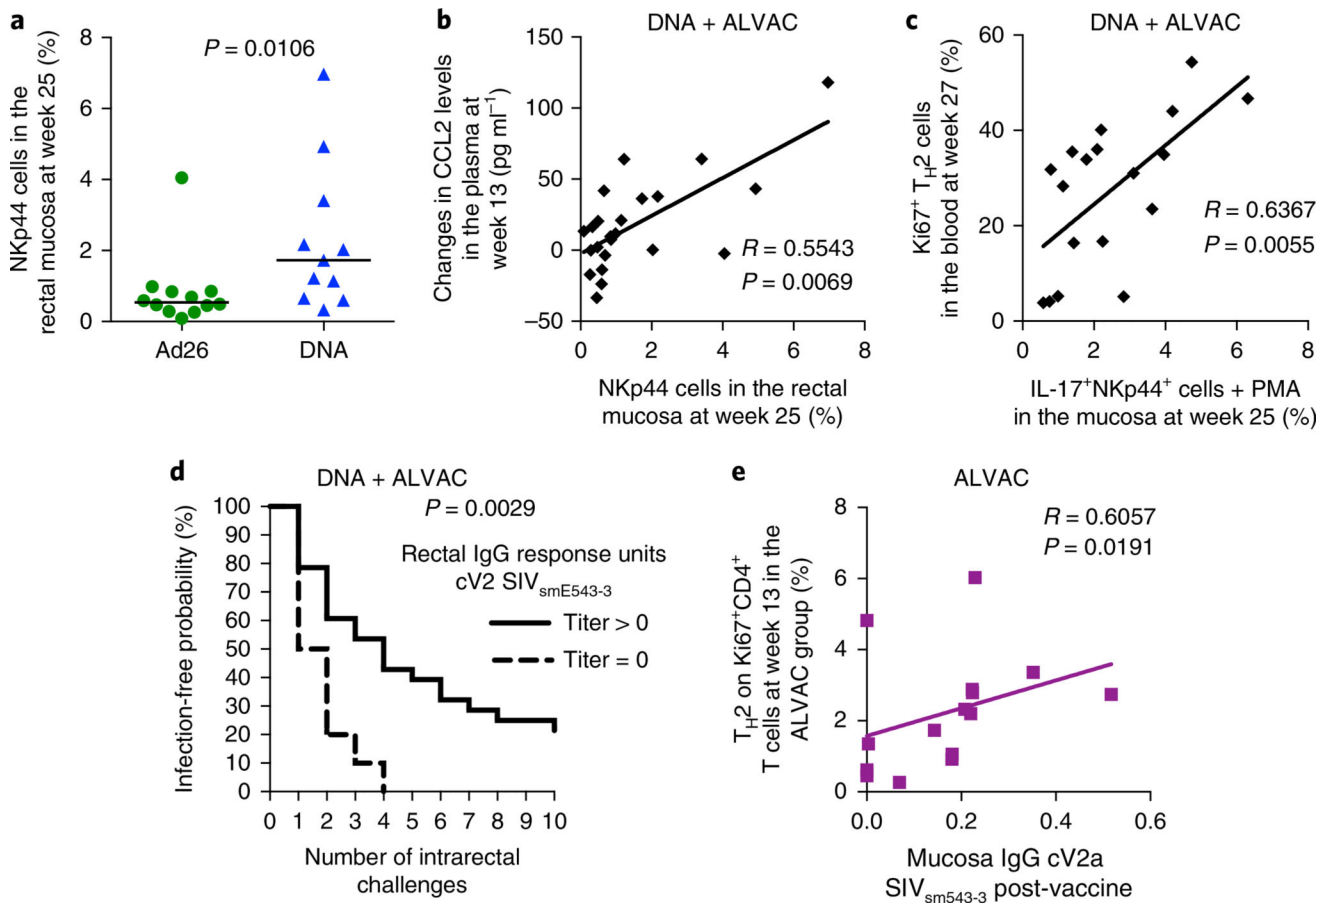 a
NKp44 cells in the
rectal mucosa at week 25 (%)
8
6
4
2
0
P = 0.0106
Ad26
DNA
b
DNA + ALVAC
Changes in CCL2 levels
in the plasma at
week 13 (pg ml⁻¹)
150
100
50
0
–50
R = 0.5543
P = 0.0069
0 2 4 6 8
NKp44 cells in the rectal
mucosa at week 25 (%)
c
DNA + ALVAC
Ki67⁺ T_H2 cells
in the blood at week 27 (%)
60
40
20
0
R = 0.6367
P = 0.0055
0 2 4 6 8
IL-17⁺NKp44⁺ cells + PMA
in the mucosa at week 25 (%)
d
DNA + ALVAC
P = 0.0029
Infection-free probability (%)
100
90
80
70
60
50
40
30
20
10
0
Rectal IgG response units
cV2 SIV_smE543-3
Titer > 0
Titer = 0
0 1 2 3 4 5 6 7 8 9 10
Number of intrarectal
challenges
e
ALVAC
R = 0.6057
P = 0.0191
T_H2 on Ki67⁺CD4⁺
T cells at week 13 in the
ALVAC group (%)
8
6
4
2
0
0.0 0.2 0.4 0.6
Mucosa IgG cV2a
SIV_sm543-3 post-vaccine